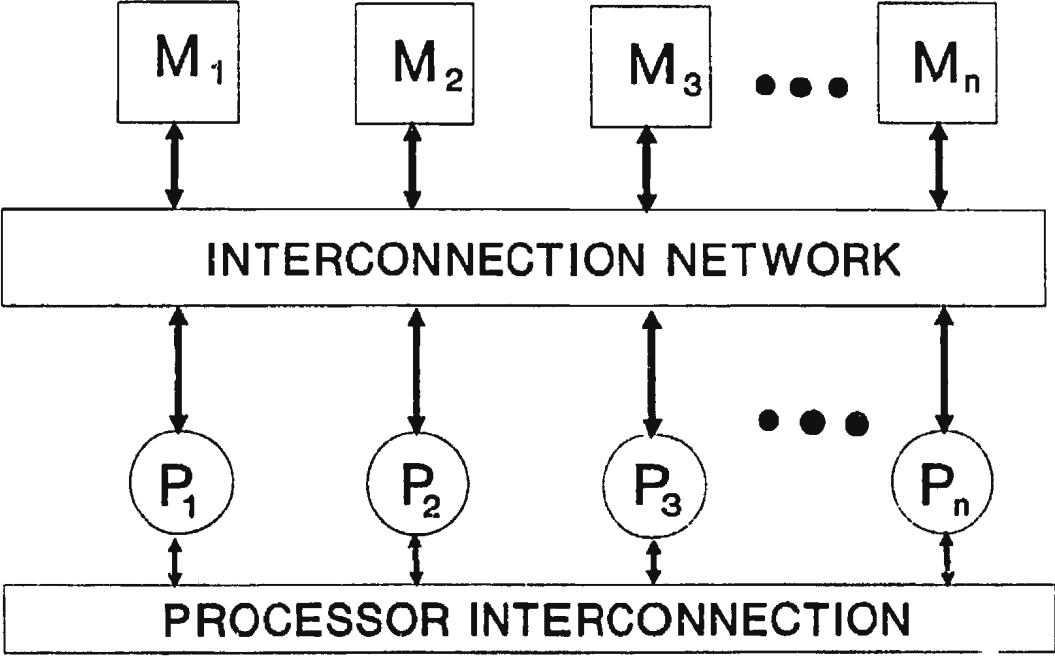 M1 M2 M3 Mn
INTERCONNECTION NETWORK
P1 P2 P3 Pn
PROCESSOR INTERCONNECTION